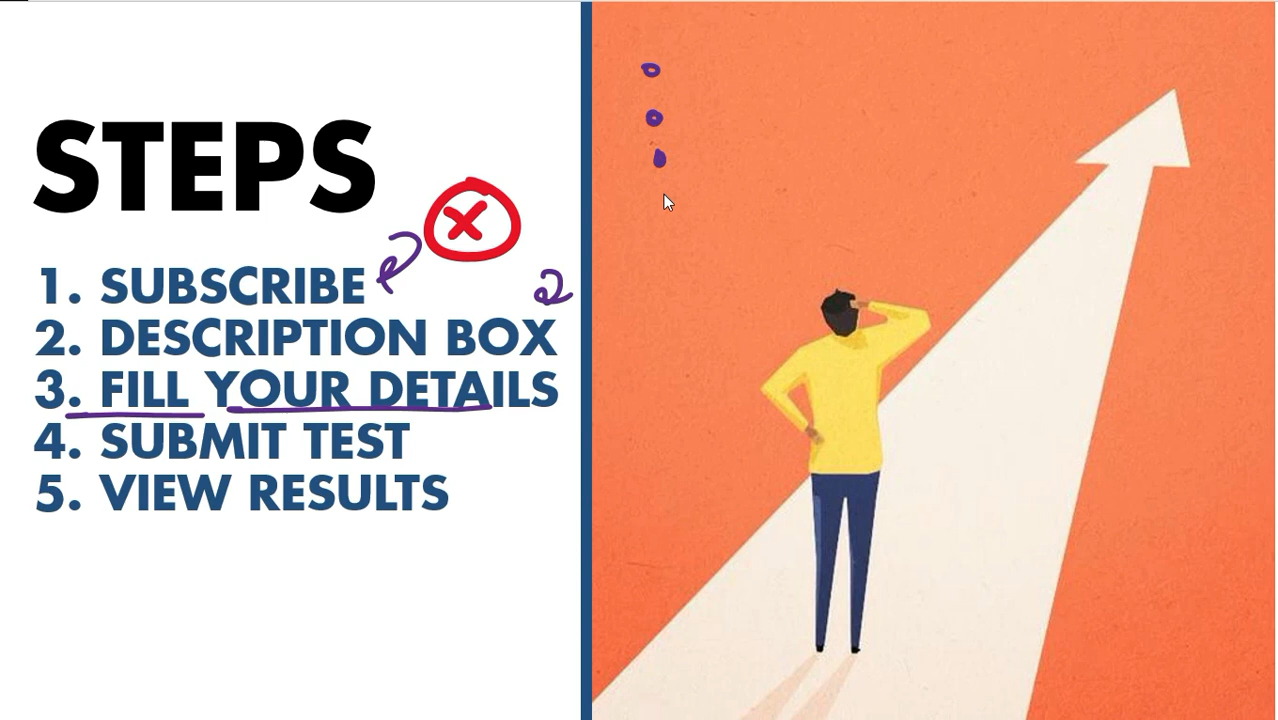 STEPS
1. SUBSCRIBE
2. DESCRIPTION BOX
3. FILL YOUR DETAILS
4. SUBMIT TEST
5. VIEW RESULTS